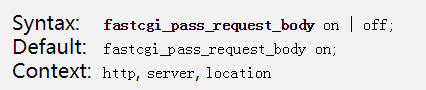 Syntax: fastcgi_pass_request_body on | off;
Default: fastcgi_pass_request_body on;
Context: http, server, location